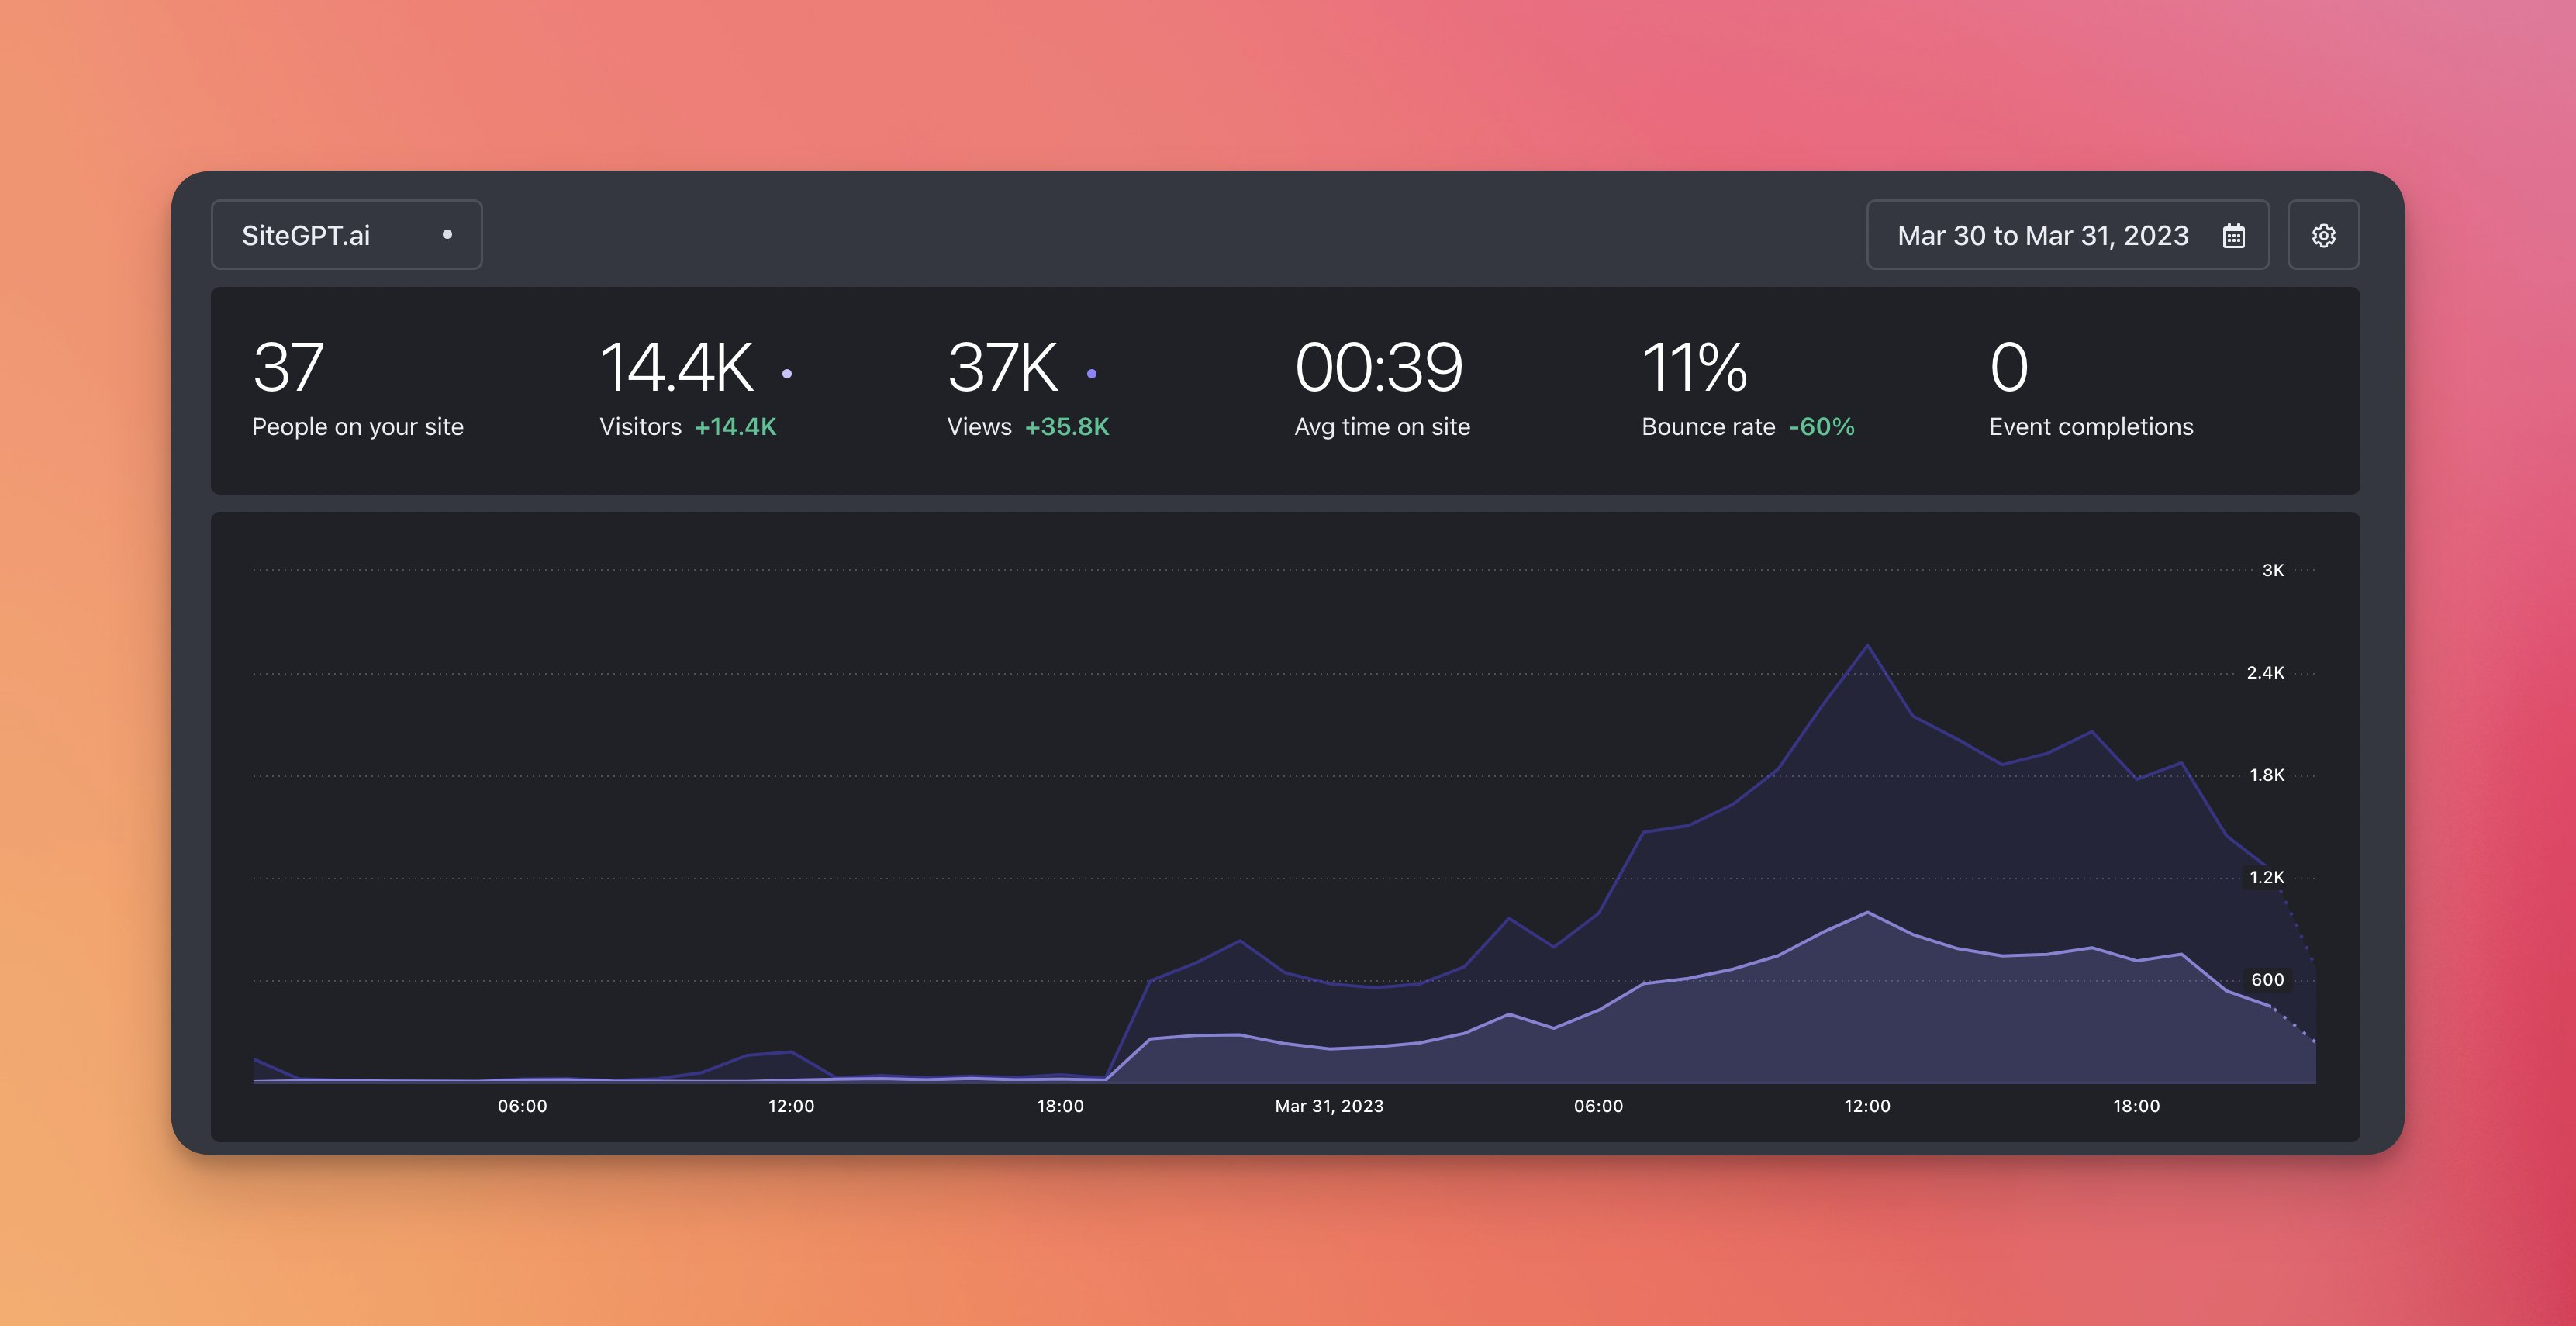 SiteGPT.ai
Mar 30 to Mar 31, 2023
37
People on your site
14.4K
Visitors +14.4K
37K
Views +35.8K
00:39
Avg time on site
11%
Bounce rate -60%
0
Event completions
3K
2.4K
1.8K
1.2K
600
06:00 12:00 18:00 Mar 31, 2023 06:00 12:00 18:00